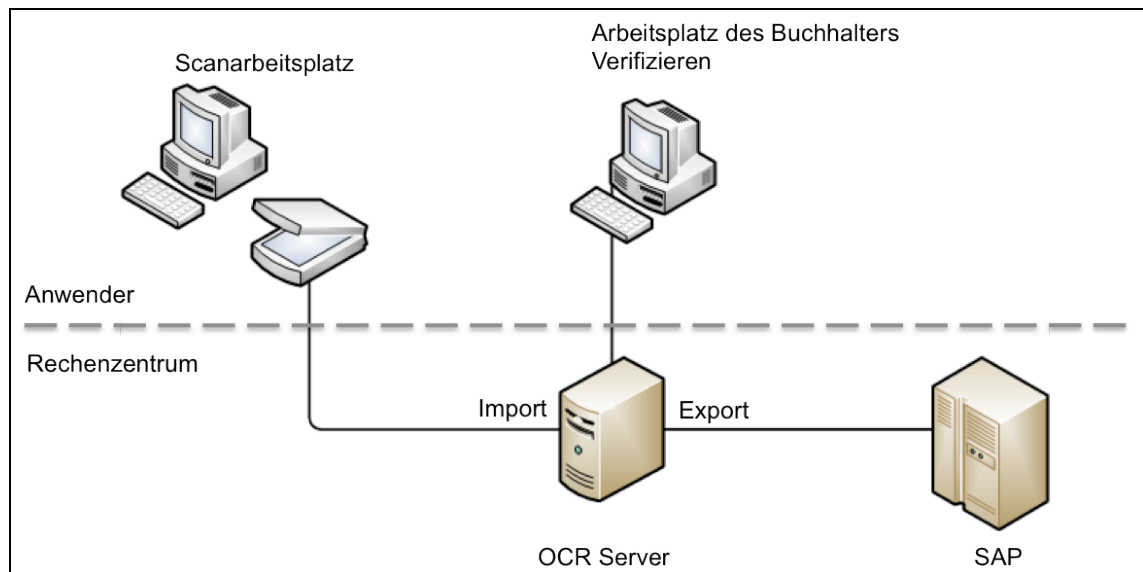 Scanarbeitsplatz
Arbeitsplatz des Buchhalters
Verifizieren
Anwender
Rechenzentrum
Import
Export
OCR Server
SAP